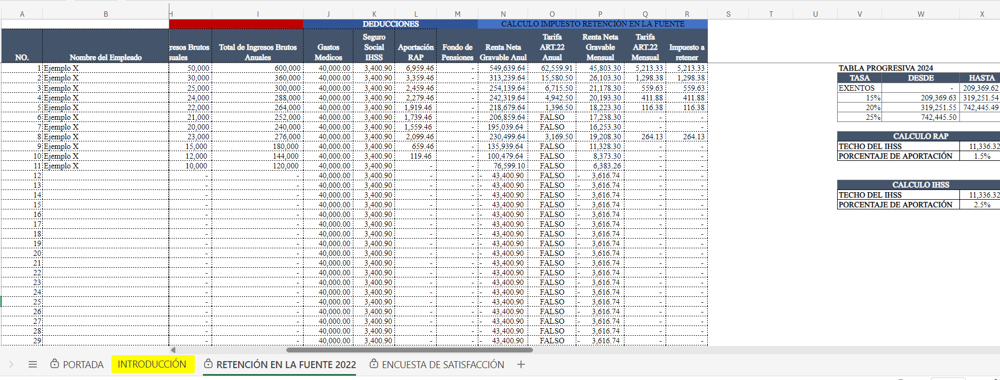 A B H I J K L M N O P Q R S T U V W X
DEDUCCIONES CALCULO IMPUESTO RETENCIÓN EN LA FUENTE
NO. Nombre del Empleado resos Brutos suales Total de Ingresos Brutos Anuales Gastos Medicos Seguro Social IHSS Aportación RAP Fondo de Pensiones Renta Neta Gravable Anul Tarifa ART.22 Anual Renta Neta Gravable Mensual Tarifa ART.22 Mensual Impuesto a retener
1 Ejemplo X 50,000 600,000 40,000.00 3,400.90 6,959.46 - 549,639.64 62,559.91 45,803.30 5,213.33 5,213.33
2 Ejemplo X 30,000 360,000 40,000.00 3,400.90 3,359.46 - 313,239.64 15,580.50 26,103.30 1,298.38 1,298.38
3 Ejemplo X 25,000 300,000 40,000.00 3,400.90 2,459.46 - 254,139.64 6,715.50 21,178.30 559.63 559.63
4 Ejemplo X 24,000 288,000 40,000.00 3,400.90 2,279.46 - 242,319.64 4,942.50 20,193.30 411.88 411.88
5 Ejemplo X 22,000 264,000 40,000.00 3,400.90 1,919.46 - 218,679.64 1,396.50 18,223.30 116.38 116.38
6 Ejemplo X 21,000 252,000 40,000.00 3,400.90 1,739.46 - 206,859.64 FALSO 17,238.30 - -
7 Ejemplo X 20,000 240,000 40,000.00 3,400.90 1,559.46 - 195,039.64 FALSO 16,253.30 - -
8 Ejemplo X 23,000 276,000 40,000.00 3,400.90 2,099.46 - 230,499.64 3,169.50 19,208.30 264.13 264.13
9 Ejemplo X 15,000 180,000 40,000.00 3,400.90 659.46 - 135,939.64 FALSO 11,328.30 - -
10 Ejemplo X 12,000 144,000 40,000.00 3,400.90 119.46 - 100,479.64 FALSO 8,373.30 - -
11 Ejemplo X 10,000 120,000 40,000.00 3,400.90 - - 76,599.10 FALSO 6,383.26 - -
12 - - 40,000.00 3,400.90 - - - 43,400.90 FALSO - 3,616.74 - -
13 - - 40,000.00 3,400.90 - - - 43,400.90 FALSO - 3,616.74 - -
14 - - 40,000.00 3,400.90 - - - 43,400.90 FALSO - 3,616.74 - -
15 - - 40,000.00 3,400.90 - - - 43,400.90 FALSO - 3,616.74 - -
16 - - 40,000.00 3,400.90 - - - 43,400.90 FALSO - 3,616.74 - -
17 - - 40,000.00 3,400.90 - - - 43,400.90 FALSO - 3,616.74 - -
18 - - 40,000.00 3,400.90 - - - 43,400.90 FALSO - 3,616.74 - -
19 - - 40,000.00 3,400.90 - - - 43,400.90 FALSO - 3,616.74 - -
20 - - 40,000.00 3,400.90 - - - 43,400.90 FALSO - 3,616.74 - -
21 - - 40,000.00 3,400.90 - - - 43,400.90 FALSO - 3,616.74 - -
22 - - 40,000.00 3,400.90 - - - 43,400.90 FALSO - 3,616.74 - -
23 - - 40,000.00 3,400.90 - - - 43,400.90 FALSO - 3,616.74 - -
24 - - 40,000.00 3,400.90 - - - 43,400.90 FALSO - 3,616.74 - -
25 - - 40,000.00 3,400.90 - - - 43,400.90 FALSO - 3,616.74 - -
26 - - 40,000.00 3,400.90 - - - 43,400.90 FALSO - 3,616.74 - -
27 - - 40,000.00 3,400.90 - - - 43,400.90 FALSO - 3,616.74 - -
28 - - 40,000.00 3,400.90 - - - 43,400.90 FALSO - 3,616.74 - -
29 - - 40,000.00 3,400.90 - - - 43,400.90 FALSO - 3,616.74 - -
TABLA PROGRESIVA 2024
TASA DESDE HASTA
EXENTOS - 209,369.62
15% 209,369.63 319,251.54
20% 319,251.55 742,445.49
25% 742,445.50
CALCULO RAP
TECHO DEL IHSS 11,336.32
PORCENTAJE DE APORTACIÓN 1.5%
CALCULO IHSS
TECHO DEL IHSS 11,336.32
PORCENTAJE DE APORTACIÓN 2.5%
PORTADA INTRODUCCIÓN RETENCIÓN EN LA FUENTE 2022 ENCUESTA DE SATISFACCIÓN +